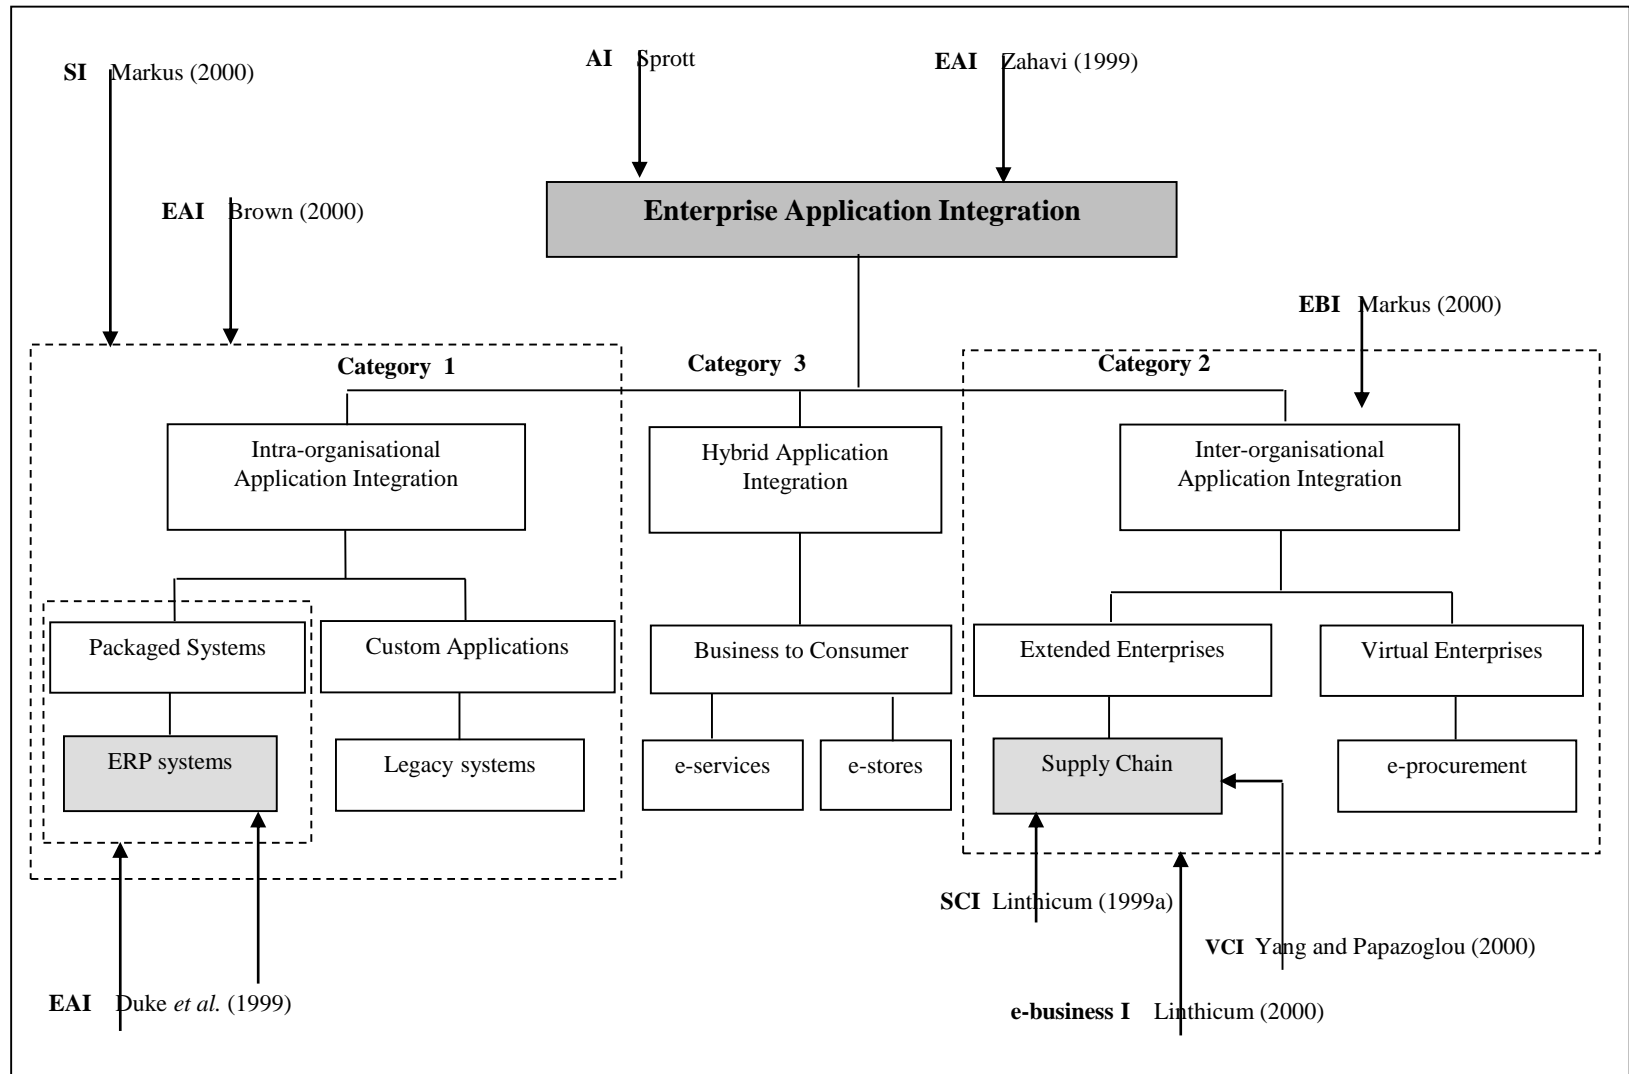 SI Markus (2000)
AI Sprott
EAI Zahavi (1999)
EAI Brown (2000)
Enterprise Application Integration
EBI Markus (2000)
Category 1
Category 3
Category 2
Intra-organisational
Application Integration
Hybrid Application
Integration
Inter-organisational
Application Integration
Packaged Systems
Custom Applications
Business to Consumer
Extended Enterprises
Virtual Enterprises
ERP systems
Legacy systems
e-services
e-stores
Supply Chain
e-procurement
SCI Linthicum (1999a)
VCI Yang and Papazoglou (2000)
EAI Duke et al. (1999)
e-business I Linthicum (2000)